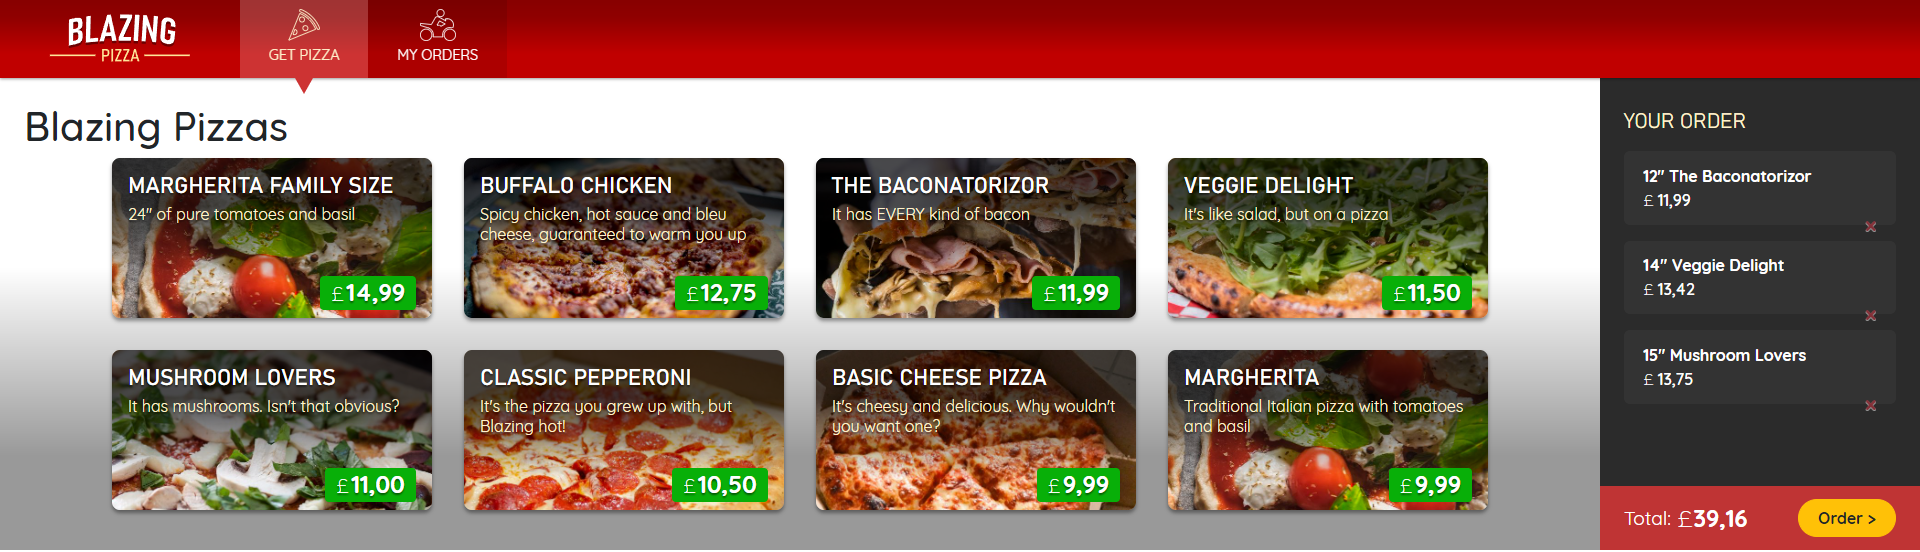 BLAZING
PIZZA
GET PIZZA
MY ORDERS
Blazing Pizzas
MARGHERITA FAMILY SIZE
24" of pure tomatoes and basil
£14,99
BUFFALO CHICKEN
Spicy chicken, hot sauce and bleu
cheese, guaranteed to warm you up
£12,75
THE BACONATORIZOR
It has EVERY kind of bacon
£11,99
VEGGIE DELIGHT
It's like salad, but on a pizza
£11,50
MUSHROOM LOVERS
It has mushrooms. Isn't that obvious?
£11,00
CLASSIC PEPPERONI
It's the pizza you grew up with, but
Blazing hot!
£10,50
BASIC CHEESE PIZZA
It's cheesy and delicious. Why wouldn't
you want one?
£9,99
MARGHERITA
Traditional Italian pizza with tomatoes
and basil
£9,99
YOUR ORDER
12" The Baconatorizor
£ 11,99
14" Veggie Delight
£ 13,42
15" Mushroom Lovers
£ 13,75
Total: £39,16
Order >